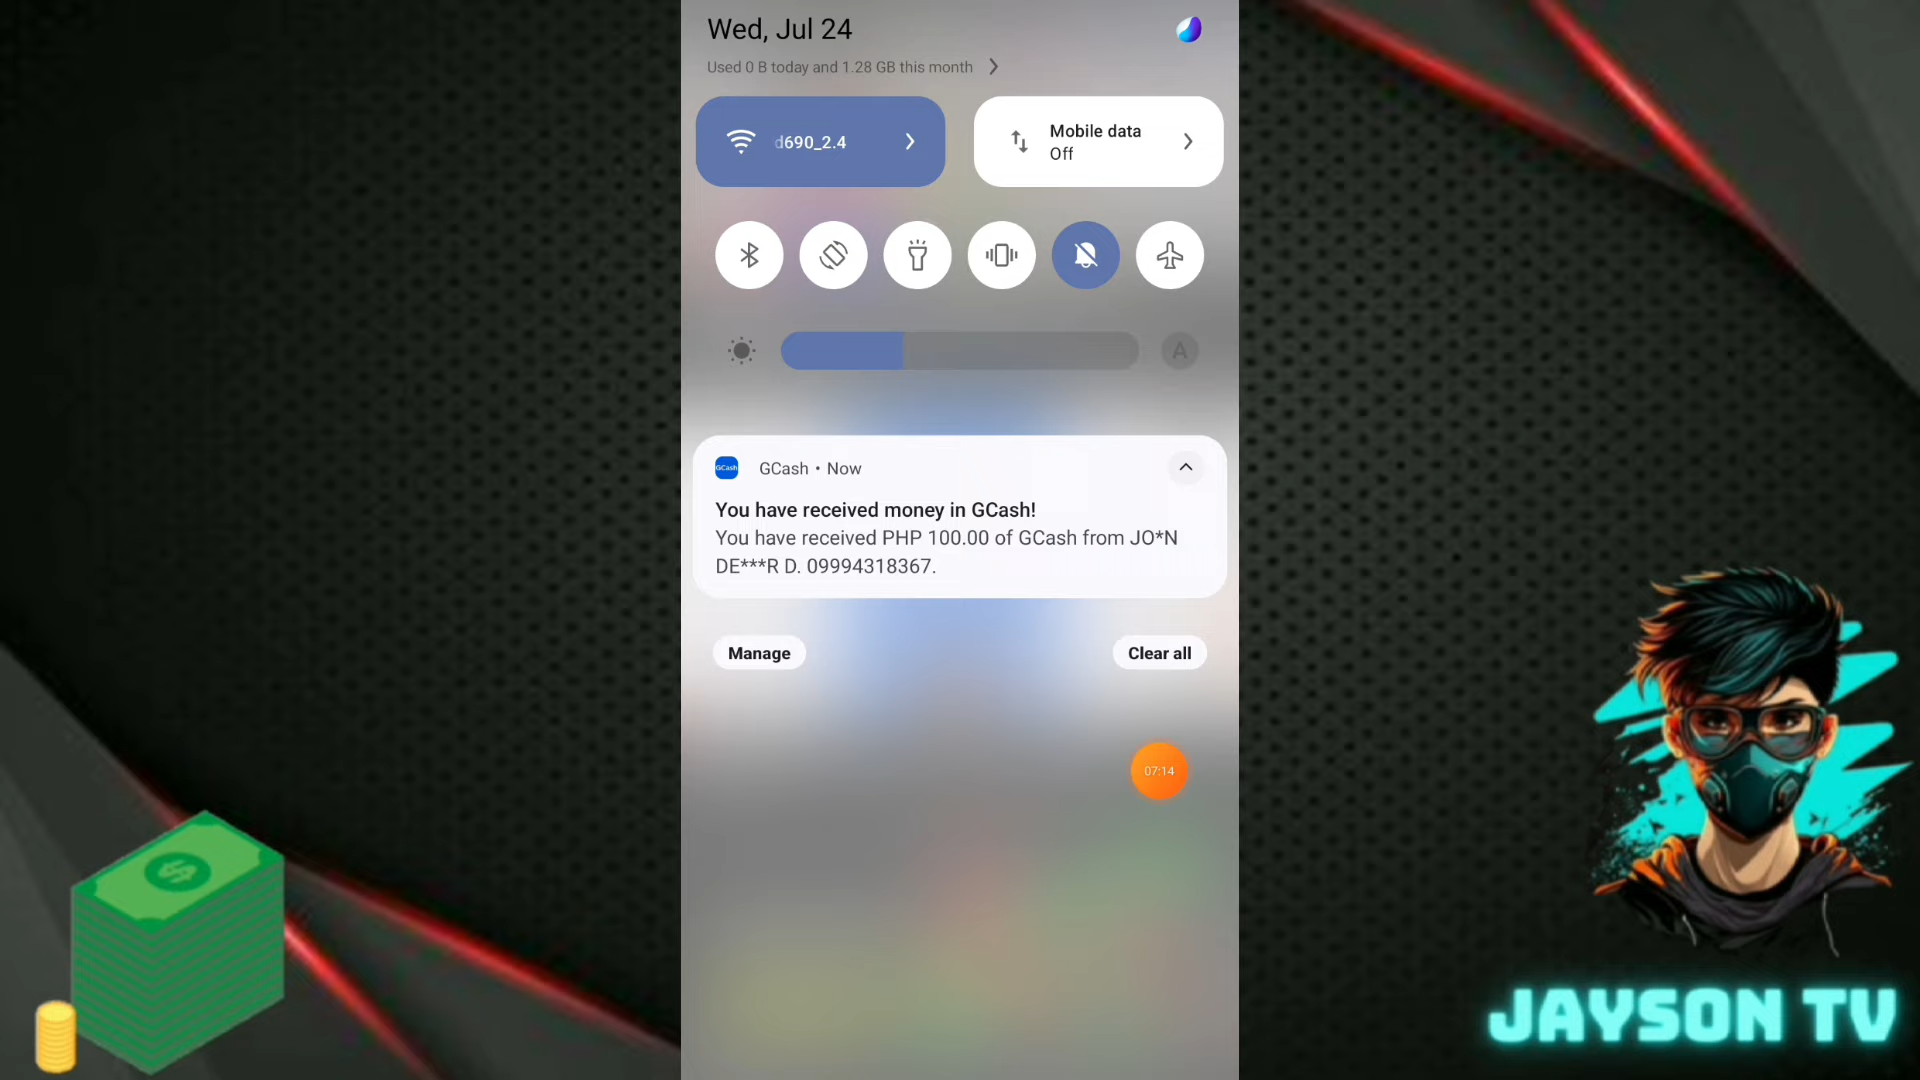 Wed, Jul 24
Used 0 B today and 1.28 GB this month
d690_2.4
Mobile data
Off
A
GCash
GCash • Now
You have received money in GCash!
You have received PHP 100.00 of GCash from JO*N
DE***R D. 09994318367.
Manage
Clear all
07:14
$
JAYSON TV